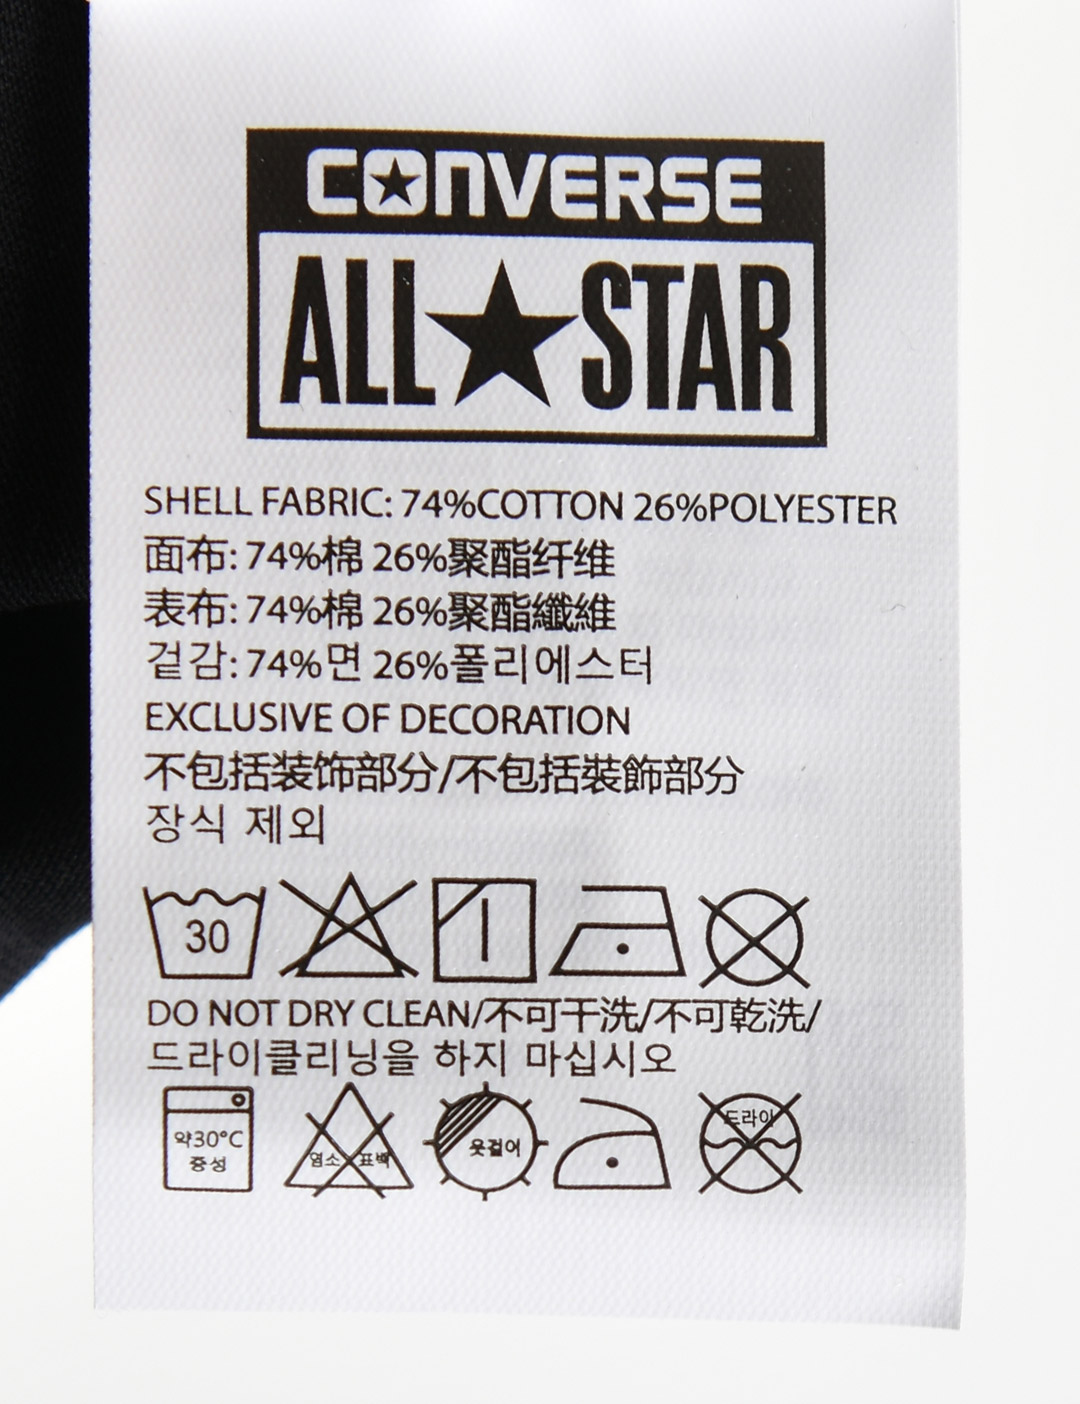 CONVERSE
ALL STAR
SHELL FABRIC: 74%COTTON 26%POLYESTER
面布: 74%棉 26%聚酯纤维
表布: 74%棉 26%聚酯纖維
겉감: 74%면 26%폴리에스터
EXCLUSIVE OF DECORATION
不包括装饰部分/不包括裝飾部分
장식 제외
30
DO NOT DRY CLEAN/不可干洗/不可乾洗/
드라이클리닝을 하지 마십시오
약30°C
중성
염소 표백
옷걸이
드라이